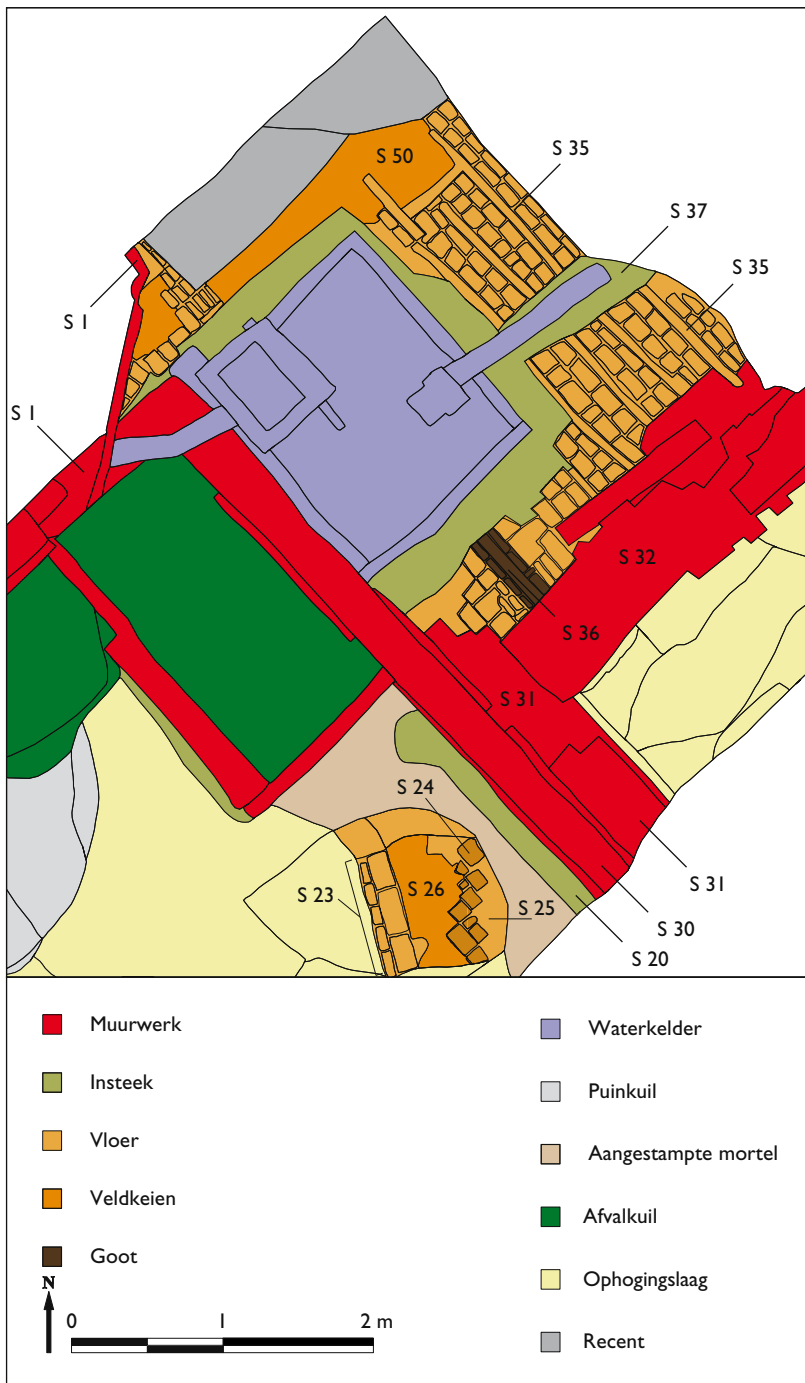 S 50
S 35
S 37
S 35
S 1
S 1
S 32
S 36
S 31
S 24
S 23
S 26
S 25
S 31
S 30
S 20
Muurwerk
Insteek
Vloer
Veldkeien
Goot
Waterkelder
Puinkuil
Aangestampte mortel
Afvalkuil
Ophogingslaag
Recent
N
0 1 2 m